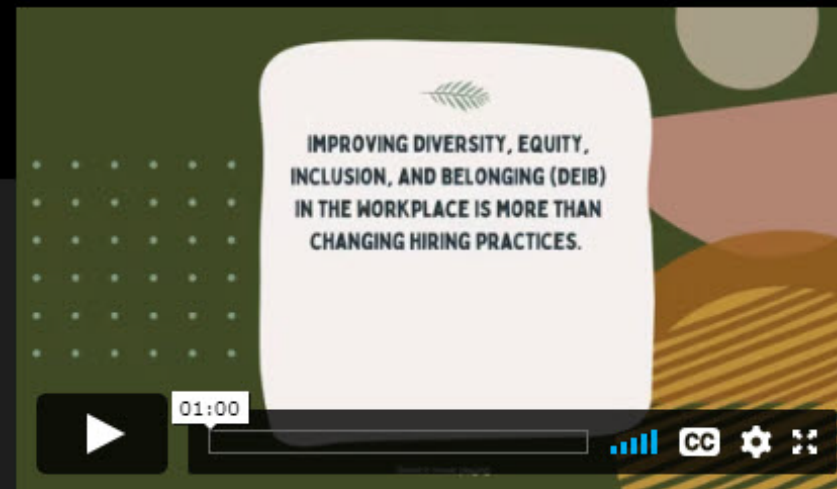 IMPROVING DIVERSITY, EQUITY,
INCLUSION, AND BELONGING (DEIB)
IN THE WORKPLACE IS MORE THAN
CHANGING HIRING PRACTICES.
01:00
CC